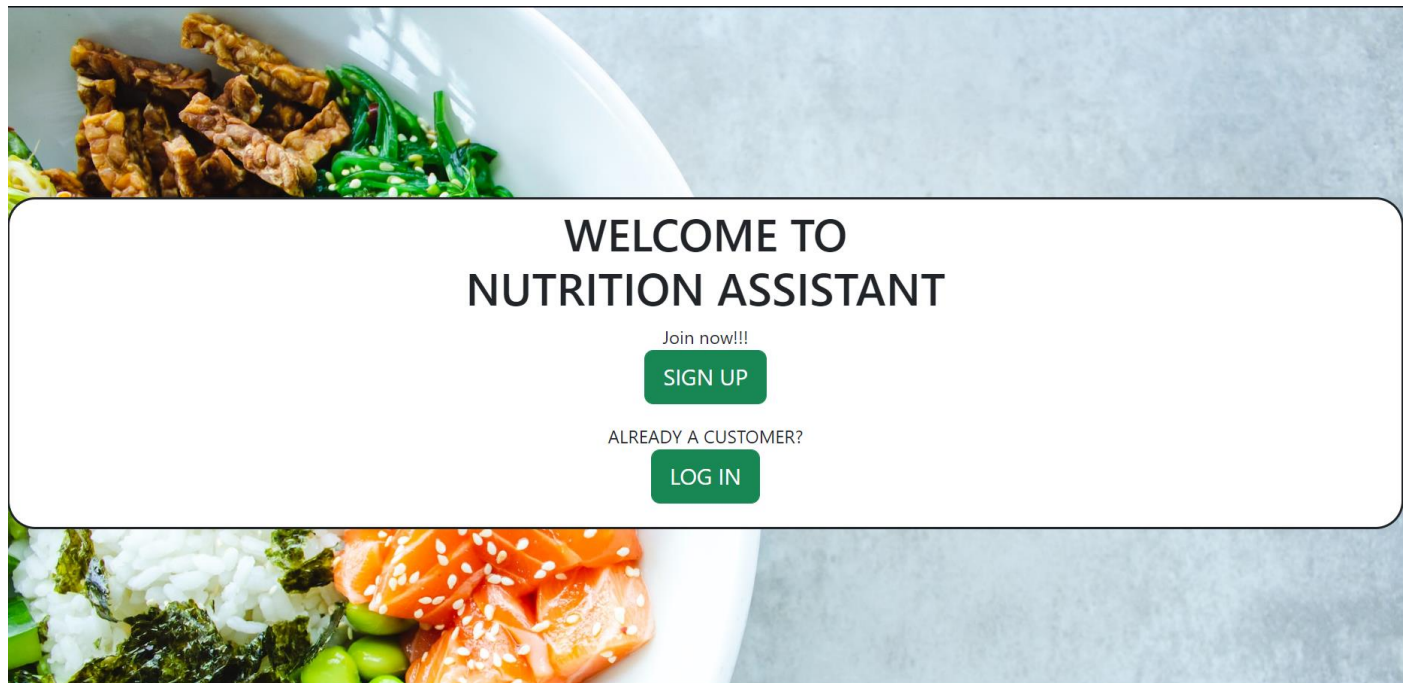 WELCOME TO
NUTRITION ASSISTANT
Join now!!!
SIGN UP
ALREADY A CUSTOMER?
LOG IN